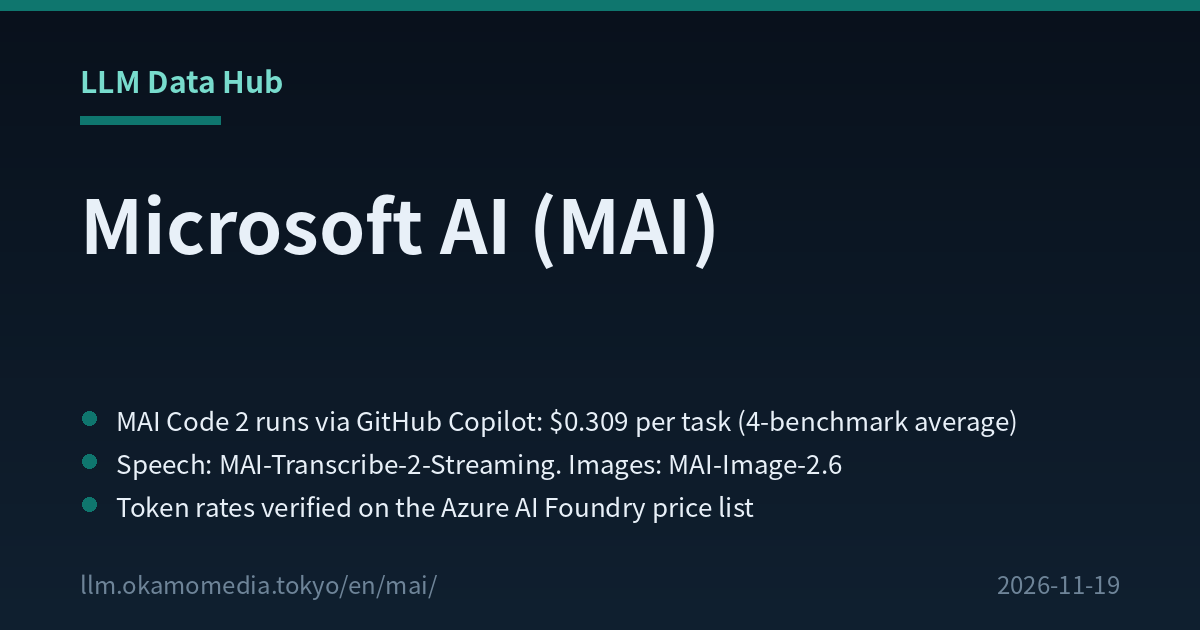 LLM Data Hub
Microsoft AI (MAI)
MAI Code 2 runs via GitHub Copilot: $0.309 per task (4-benchmark average)
Speech: MAI-Transcribe-2-Streaming. Images: MAI-Image-2.6
Token rates verified on the Azure AI Foundry price list
llm.okamomedia.tokyo/en/mai/
2026-11-19